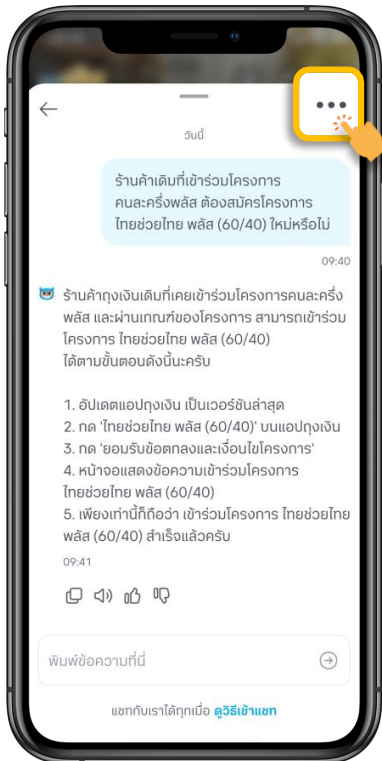 วันนี้
ร้านค้าเดิมที่เข้าร่วมโครงการ
คนละครึ่งพลัส ต้องสมัครโครงการ
ไทยช่วยไทย พลัส (60/40) ใหม่หรือไม่
09:40
ร้านค้าถุงเงินเดิมที่เคยเข้าร่วมโครงการคนละครึ่ง
พลัส และผ่านเกณฑ์ของโครงการ สามารถเข้าร่วม
โครงการ ไทยช่วยไทย พลัส (60/40)
ได้ตามขั้นตอนดังนี้นะครับ
1. อัปเดตแอปถุงเงิน เป็นเวอร์ชันล่าสุด
2. กด 'ไทยช่วยไทย พลัส (60/40)' บนแอปถุงเงิน
3. กด 'ยอมรับข้อตกลงและเงื่อนไขโครงการ'
4. หน้าจอแสดงข้อความเข้าร่วมโครงการ
ไทยช่วยไทย พลัส (60/40)
5. เพียงเท่านี้ก็ถือว่า เข้าร่วมโครงการ ไทยช่วยไทย
พลัส (60/40) สำเร็จแล้วครับ
09:41
พิมพ์ข้อความที่นี่
แชทกับเราได้ทุกเมื่อ ดูวิธีเข้าแชท